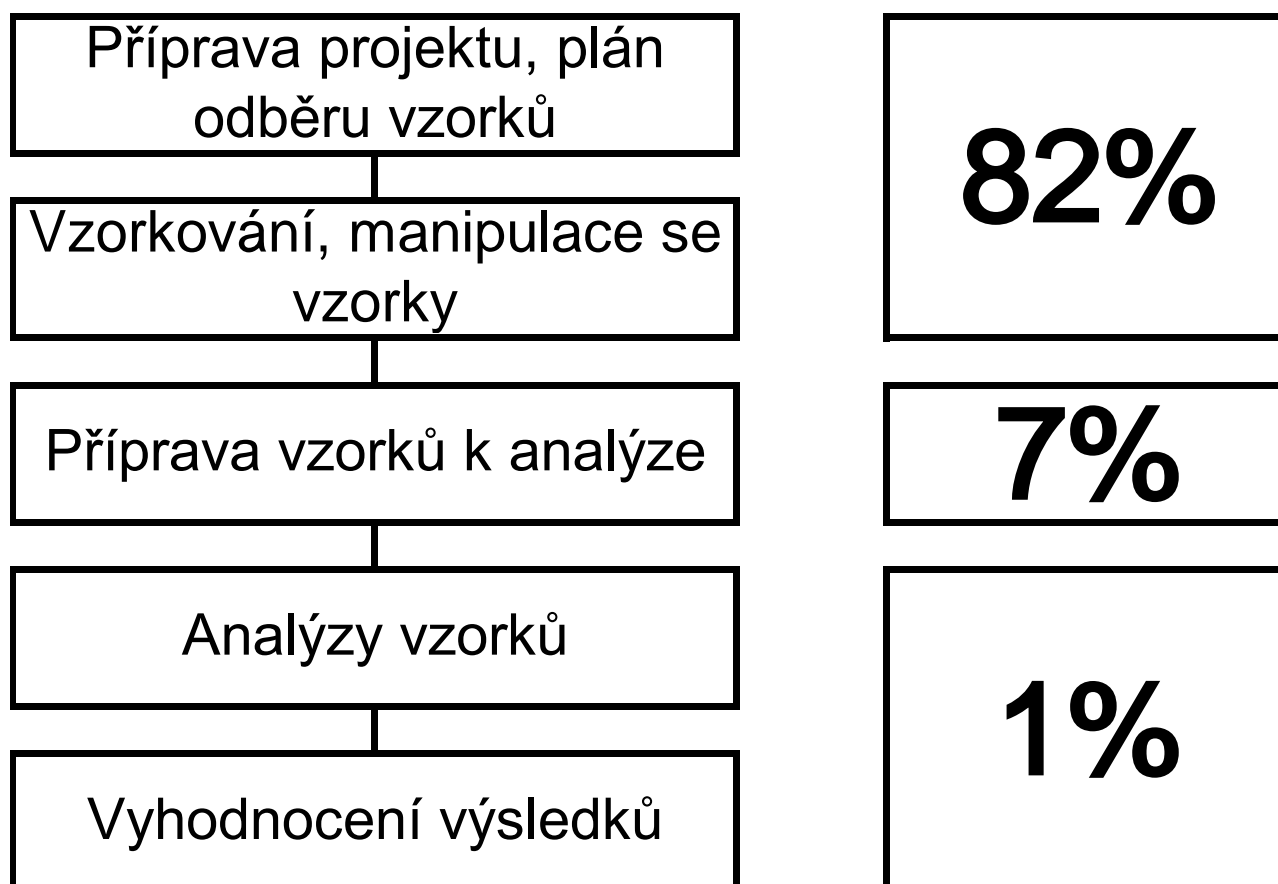 Příprava projektu, plán
odběru vzorků
82%
Vzorkování, manipulace se
vzorky
Příprava vzorků k analýze
7%
Analýzy vzorků
1%
Vyhodnocení výsledků